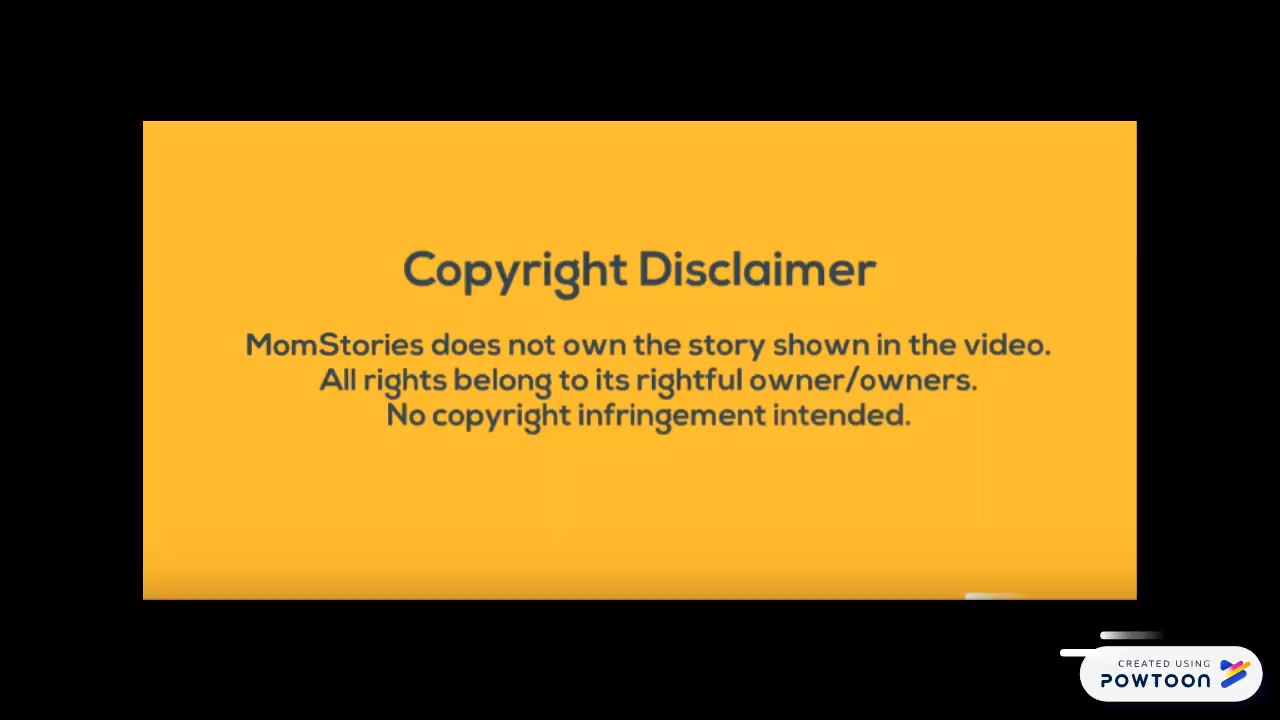 Copyright Disclaimer
MomStories does not own the story shown in the video.
All rights belong to its rightful owner/owners.
No copyright infringement intended.
CREATED USING
POWTOON